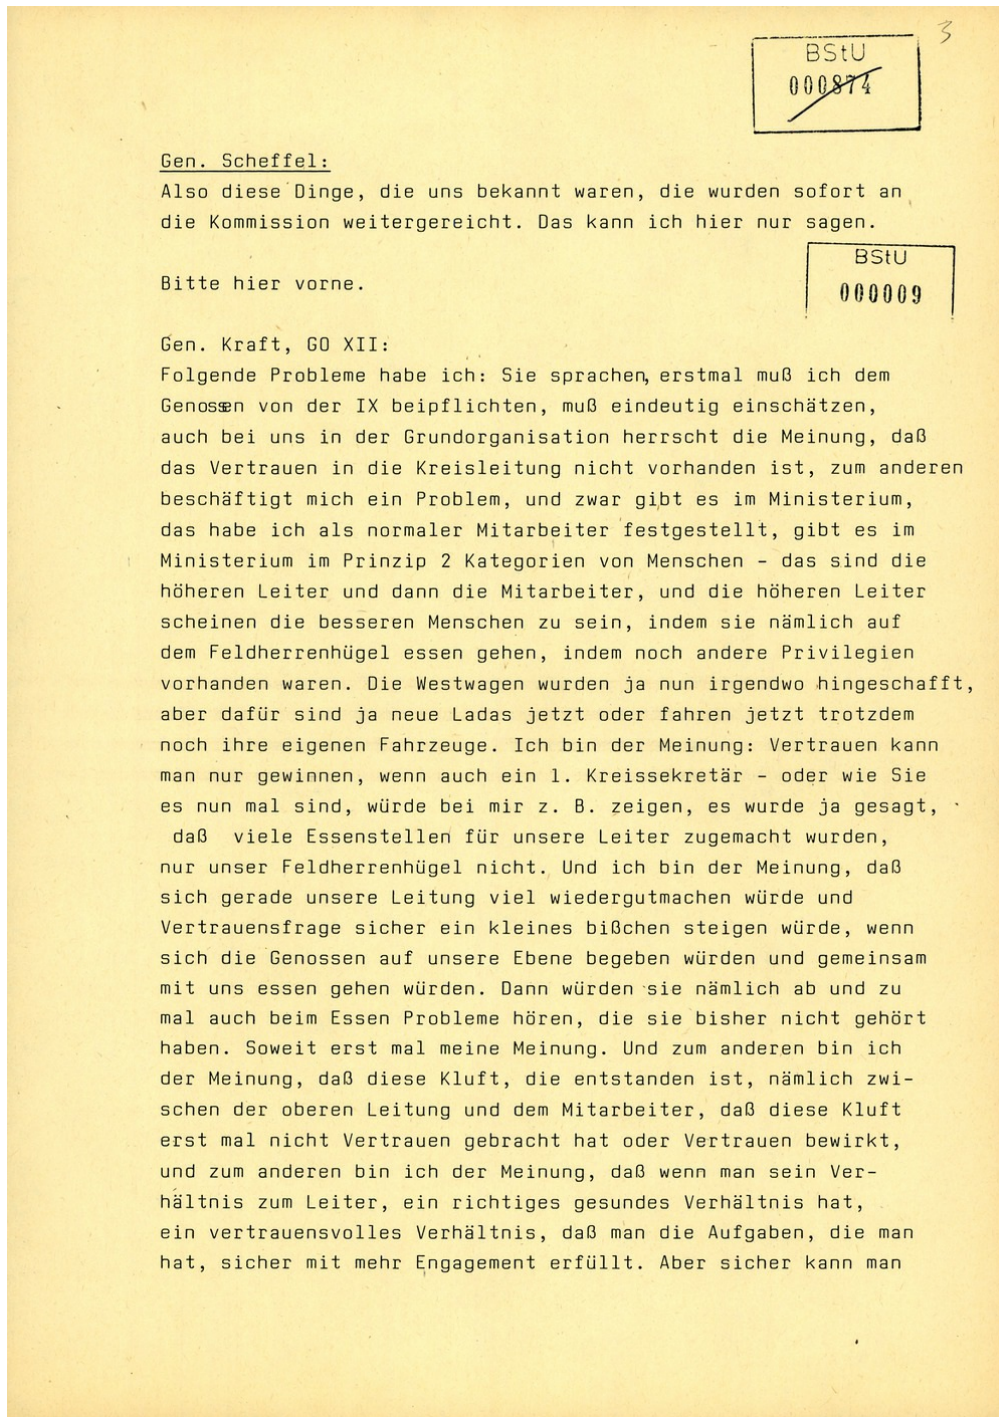 3
BStU
000874
Gen. Scheffel:
Also diese Dinge, die uns bekannt waren, die wurden sofort an
die Kommission weitergereicht. Das kann ich hier nur sagen.
BStU
000009
Bitte hier vorne.
Gen. Kraft, GO XII:
Folgende Probleme habe ich: Sie sprachen, erstmal muß ich dem
Genossen von der IX beipflichten, muß eindeutig einschätzen,
auch bei uns in der Grundorganisation herrscht die Meinung, daß
das Vertrauen in die Kreisleitung nicht vorhanden ist, zum anderen
beschäftigt mich ein Problem, und zwar gibt es im Ministerium,
das habe ich als normaler Mitarbeiter festgestellt, gibt es im
Ministerium im Prinzip 2 Kategorien von Menschen - das sind die
höheren Leiter und dann die Mitarbeiter, und die höheren Leiter
scheinen die besseren Menschen zu sein, indem sie nämlich auf
dem Feldherrenhügel essen gehen, indem noch andere Privilegien
vorhanden waren. Die Westwagen wurden ja nun irgendwo hingeschafft,
aber dafür sind ja neue Ladas jetzt oder fahren jetzt trotzdem
noch ihre eigenen Fahrzeuge. Ich bin der Meinung: Vertrauen kann
man nur gewinnen, wenn auch ein 1. Kreissekretär - oder wie Sie
es nun mal sind, würde bei mir z. B. zeigen, es wurde ja gesagt,
daß viele Essenstellen für unsere Leiter zugemacht wurden,
nur unser Feldherrenhügel nicht. Und ich bin der Meinung, daß
sich gerade unsere Leitung viel wiedergutmachen würde und
Vertrauensfrage sicher ein kleines bißchen steigen würde, wenn
sich die Genossen auf unsere Ebene begeben würden und gemeinsam
mit uns essen gehen würden. Dann würden sie nämlich ab und zu
mal auch beim Essen Probleme hören, die sie bisher nicht gehört
haben. Soweit erst mal meine Meinung. Und zum anderen bin ich
der Meinung, daß diese Kluft, die entstanden ist, nämlich zwi-
schen der oberen Leitung und dem Mitarbeiter, daß diese Kluft
erst mal nicht Vertrauen gebracht hat oder Vertrauen bewirkt,
und zum anderen bin ich der Meinung, daß wenn man sein Ver-
hältnis zum Leiter, ein richtiges gesundes Verhältnis hat,
ein vertrauensvolles Verhältnis, daß man die Aufgaben, die man
hat, sicher mit mehr Engagement erfüllt. Aber sicher kann man